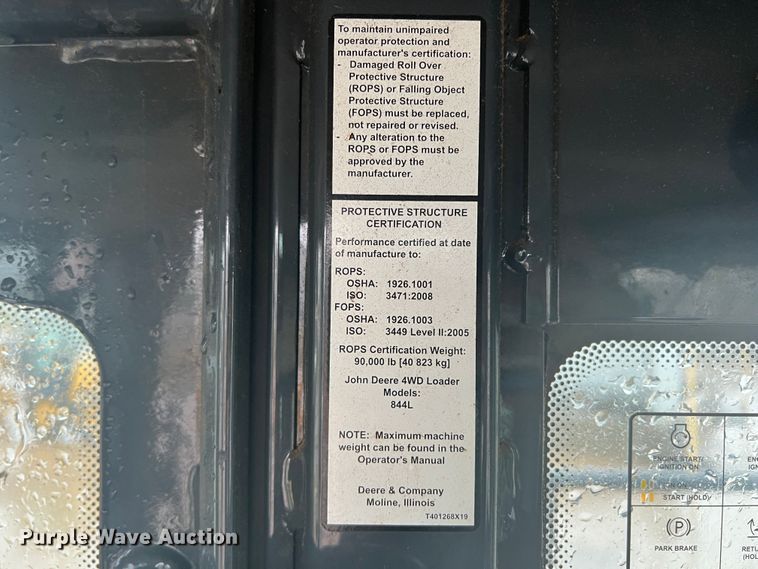 To maintain unimpaired
operator protection and
manufacturer's certification:
- Damaged Roll Over
Protective Structure
(ROPS) or Falling Object
Protective Structure
(FOPS) must be replaced,
not repaired or revised.
- Any alteration to the
ROPS or FOPS must be
approved by the
manufacturer.
PROTECTIVE STRUCTURE
CERTIFICATION
Performance certified at date
of manufacture to:
ROPS:
OSHA: 1926.1001
ISO: 3471:2008
FOPS:
OSHA: 1926.1003
ISO: 3449 Level II:2005
ROPS Certification Weight:
90,000 lb [40 823 kg]
John Deere 4WD Loader
Models:
844L
NOTE: Maximum machine
weight can be found in the
Operator's Manual
Deere & Company
Moline, Illinois
T401268X19
ENGINE START/
IGNITION ON
IGN ON
START (HOLD)
PARK BRAKE
Purple Wave Auction